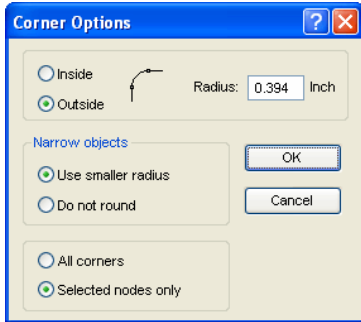 Corner Options
Inside
Outside
Radius: 0.394 Inch
Narrow objects
Use smaller radius
Do not round
OK
Cancel
All corners
Selected nodes only